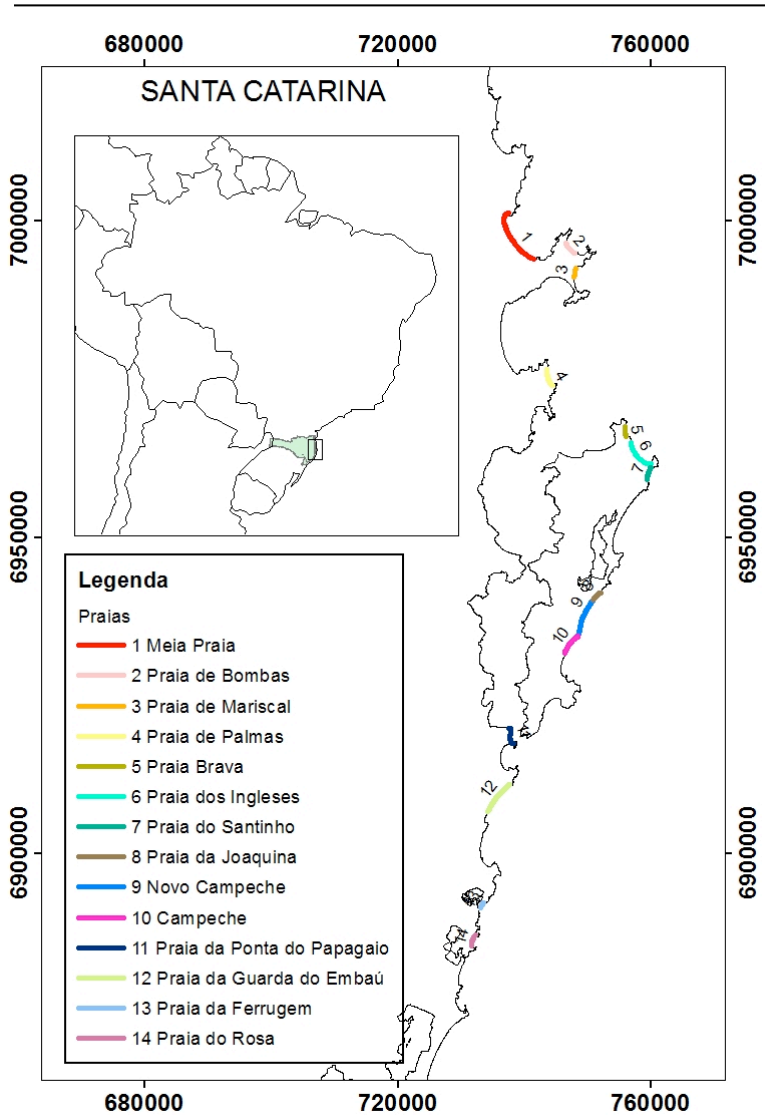 680000 720000 760000
SANTA CATARINA
7000000 7000000
1
2
3
4
5
6
7
6950000 6950000
8
9
10
Legenda
Praias
1 Meia Praia
2 Praia de Bombas
3 Praia de Mariscal
4 Praia de Palmas
5 Praia Brava
6 Praia dos Ingleses
7 Praia do Santinho
8 Praia da Joaquina
9 Novo Campeche
10 Campeche
11 Praia da Ponta do Papagaio
12 Praia da Guarda do Embaú
13 Praia da Ferrugem
14 Praia do Rosa
12
6900000 6900000
14
680000 720000 760000